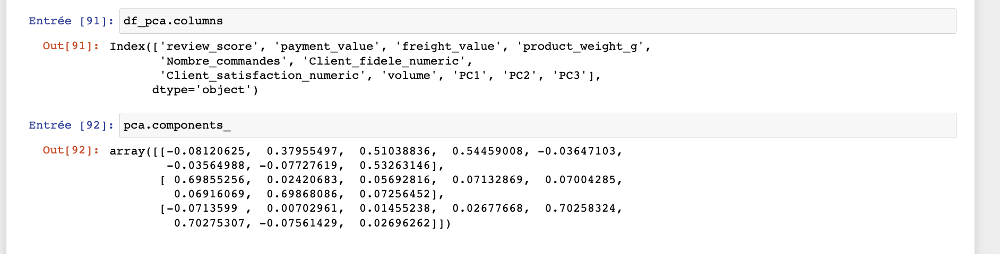 Entrée [91]: df_pca.columns
Out[91]: Index(['review_score', 'payment_value', 'freight_value', 'product_weight_g',
'Nombre_commandes', 'Client_fidele_numeric',
'Client_satisfaction_numeric', 'volume', 'PC1', 'PC2', 'PC3'],
dtype='object')
Entrée [92]: pca.components_
Out[92]: array([[-0.08120625, 0.37955497, 0.51038836, 0.54459008, -0.03647103,
-0.03564988, -0.07727619, 0.53263146],
[ 0.69855256, 0.02420683, 0.05692816, 0.07132869, 0.07004285,
0.06916069, 0.69868086, 0.07256452],
[-0.0713599 , 0.00702961, 0.01455238, 0.02677668, 0.70258324,
0.70275307, -0.07561429, 0.02696262]])